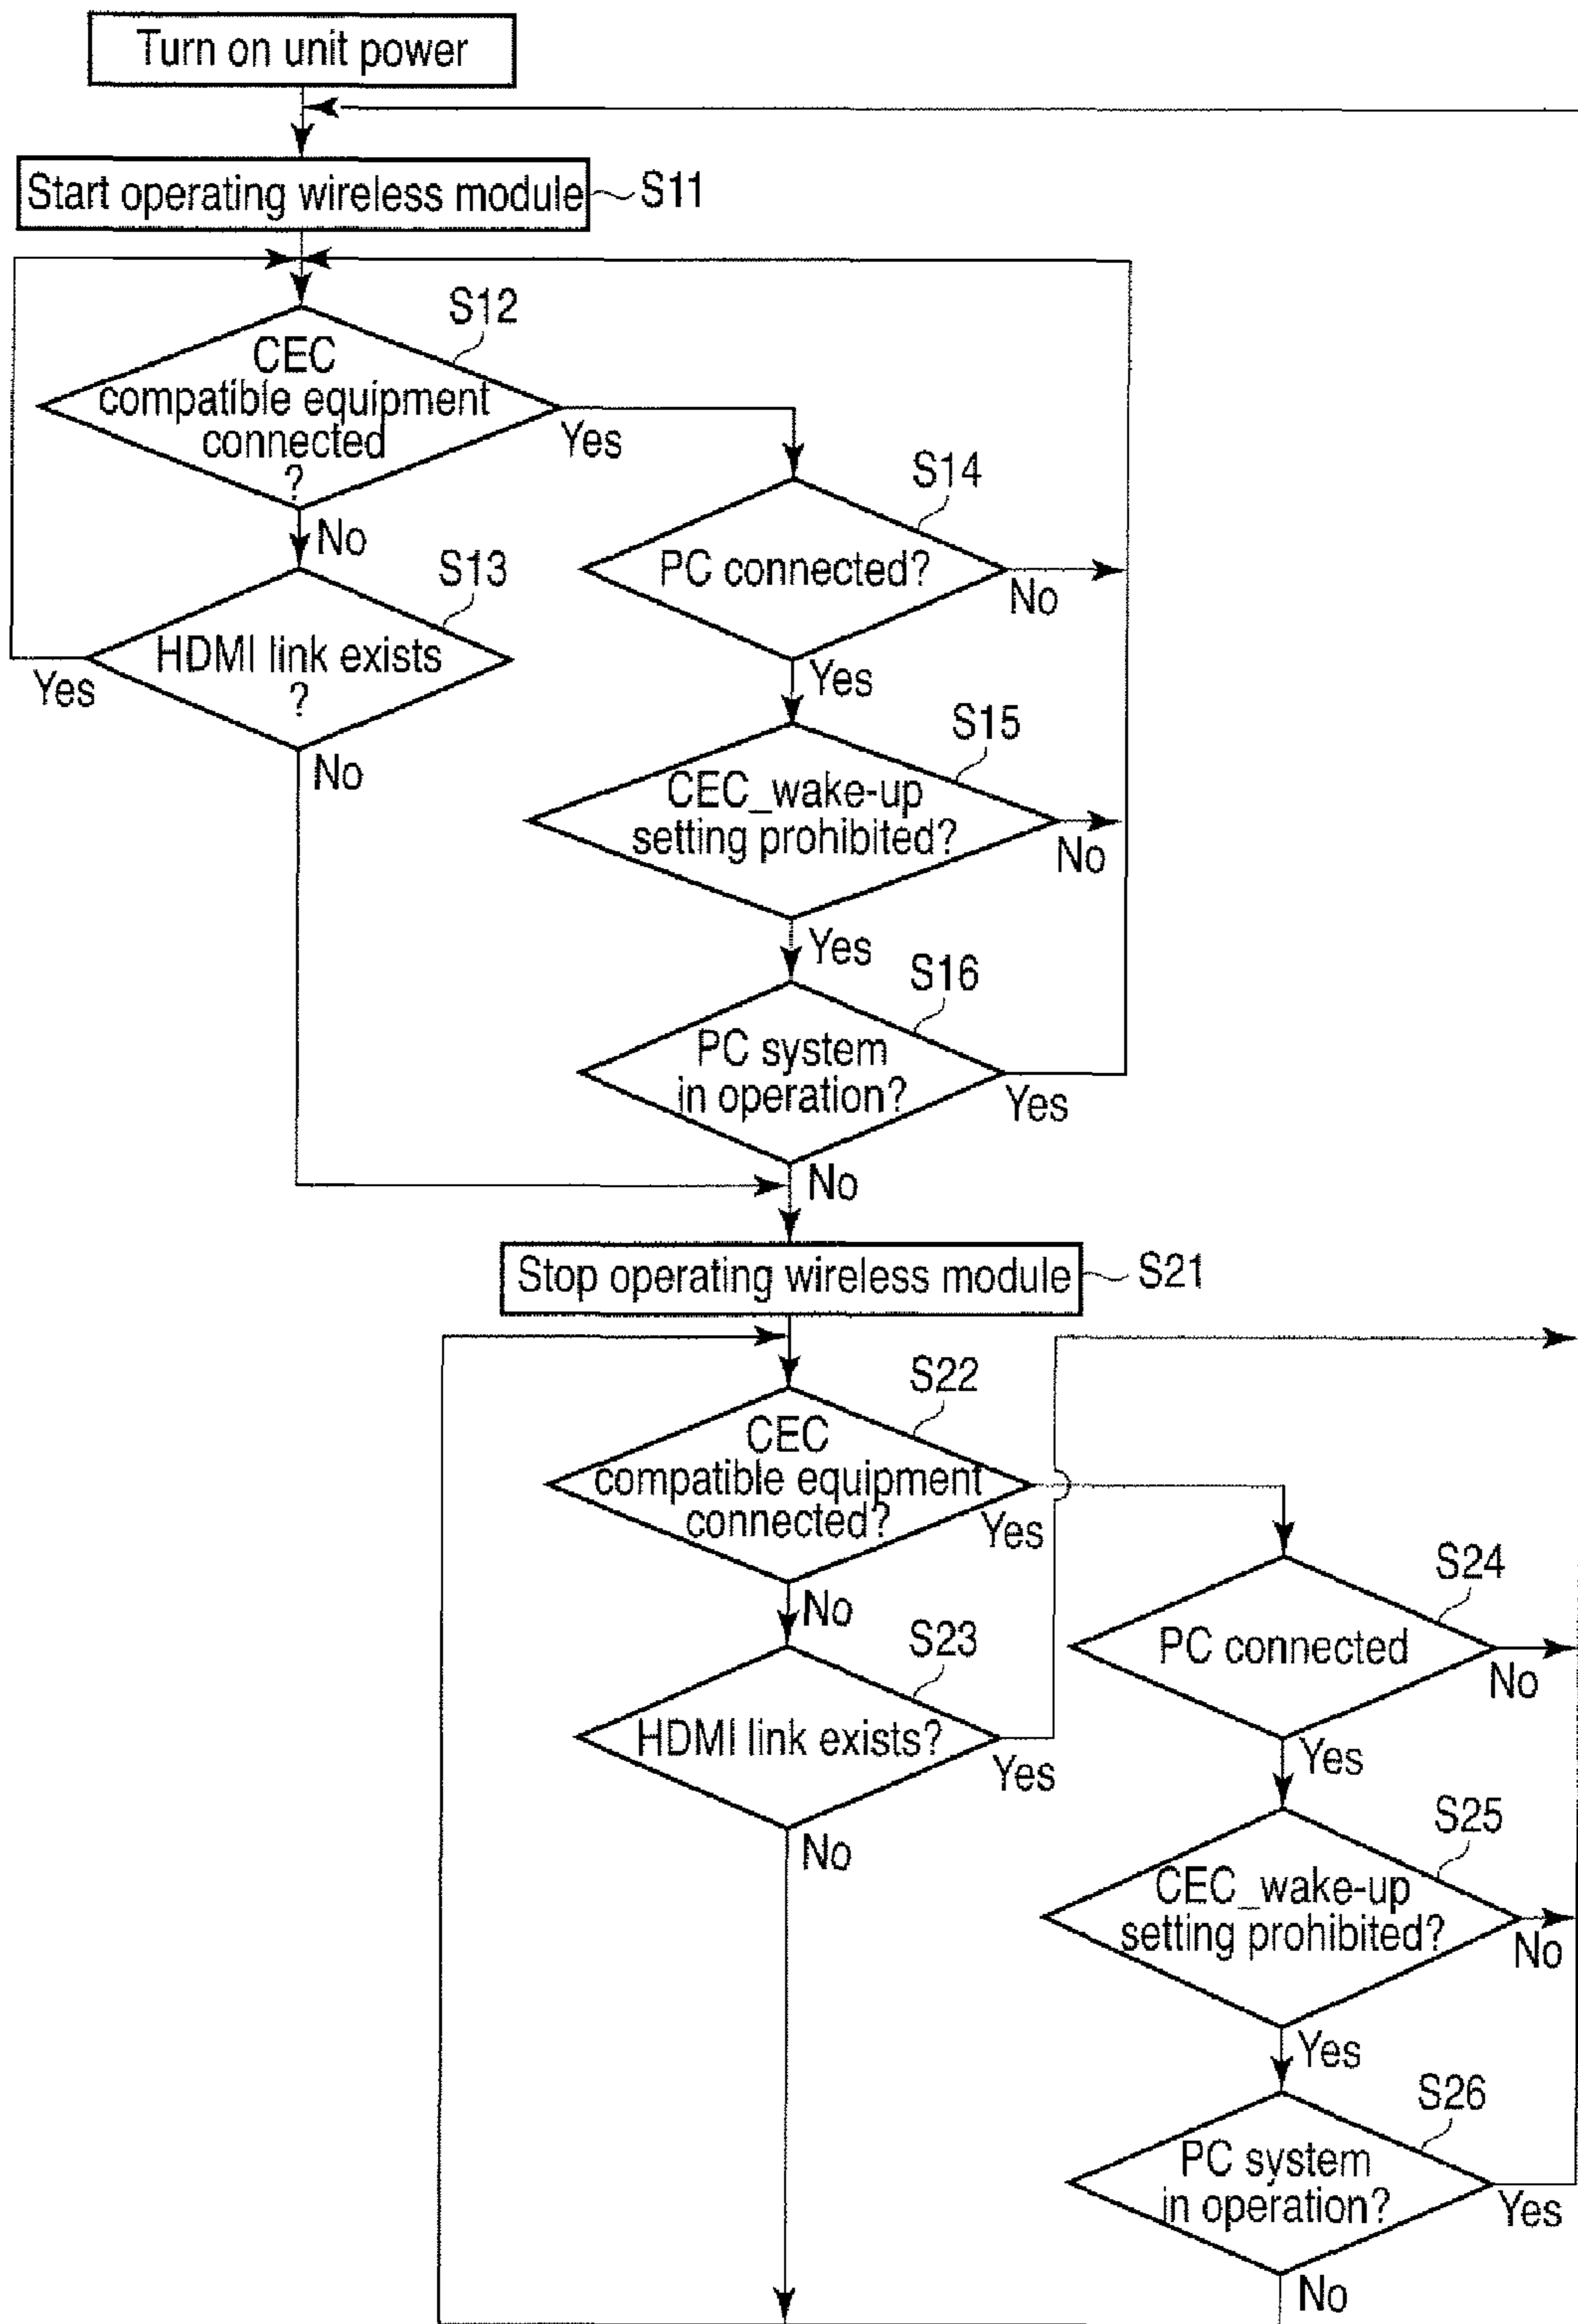 Turn on unit power
Start operating wireless module
S11
S12
CEC
compatible equipment
connected
?
Yes
No
S14
PC connected?
No
S13
HDMI link exists
?
Yes
No
Yes
S15
CEC_wake-up
setting prohibited?
No
Yes
S16
PC system
in operation?
Yes
No
Stop operating wireless module
S21
S22
CEC
compatible equipment
connected?
Yes
No
S24
PC connected
No
S23
HDMI link exists?
Yes
Yes
No
S25
CEC_wake-up
setting prohibited?
No
Yes
S26
PC system
in operation?
Yes
No